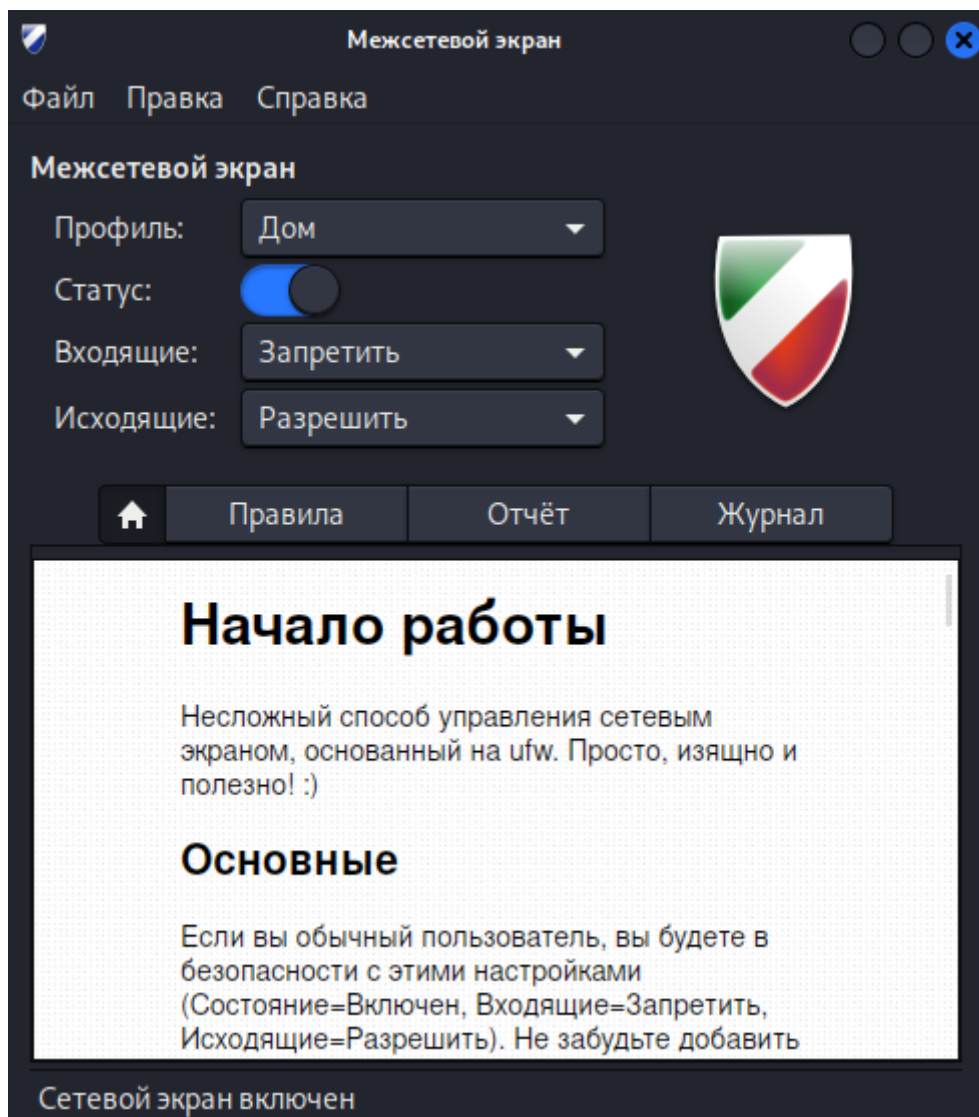 Межсетевой экран
Файл Правка Справка
Межсетевой экран
Профиль: Дом
Статус:
Входящие: Запретить
Исходящие: Разрешить
Правила Отчёт Журнал
Начало работы
Несложный способ управления сетевым
экраном, основанный на ufw. Просто, изящно и
полезно! :)
Основные
Если вы обычный пользователь, вы будете в
безопасности с этими настройками
(Состояние=Включен, Входящие=Запретить,
Исходящие=Разрешить). Не забудьте добавить
Сетевой экран включен